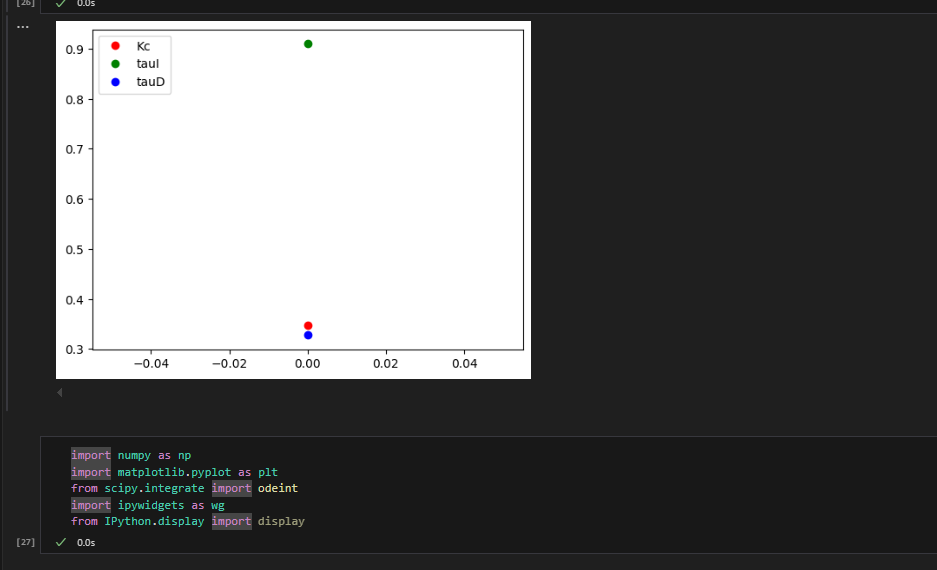 [26]
0.0s
...
Kc
tauI
tauD
0.9
0.8
0.7
0.6
0.5
0.4
0.3
−0.04 −0.02 0.00 0.02 0.04
import numpy as np
import matplotlib.pyplot as plt
from scipy.integrate import odeint
import ipywidgets as wg
from IPython.display import display
[27]
0.0s